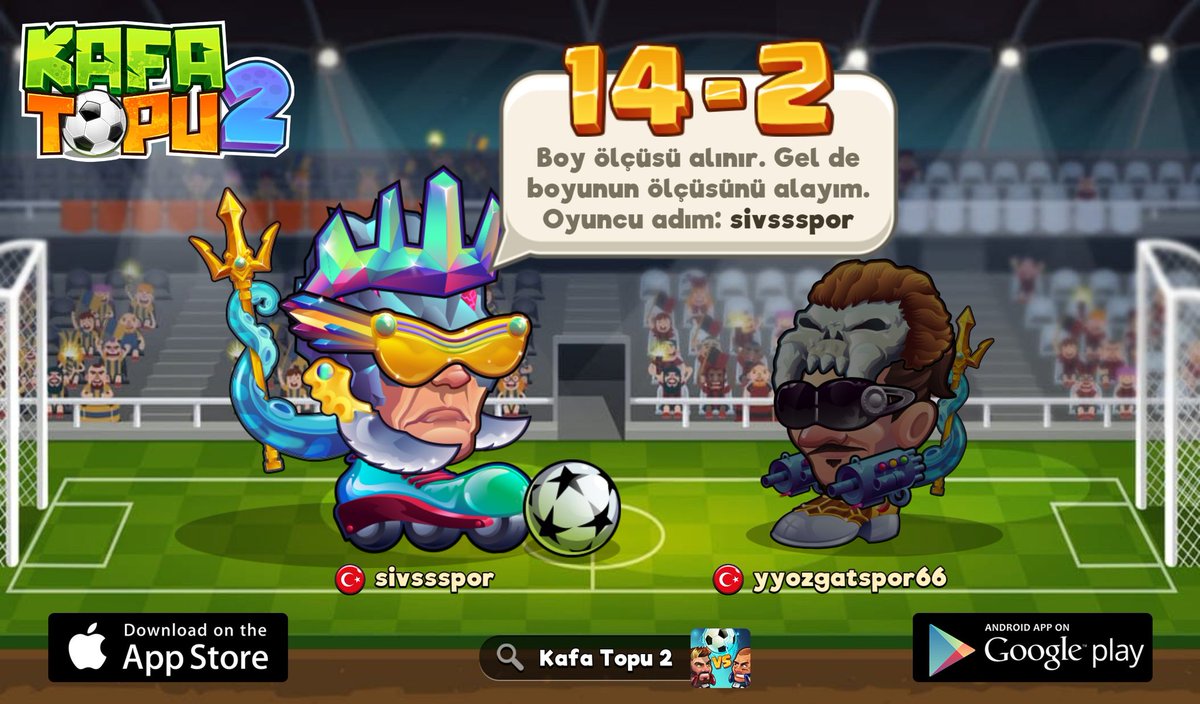 KAFA
TOPU 2
14-2
Boy ölçüsü alınır. Gel de
boyunun ölçüsünü alayım.
Oyuncu adım: sivssspor
sivssspor
yyozgatspor66
Download on the
App Store
Kafa Topu 2
VS
ANDROID APP ON
Google play